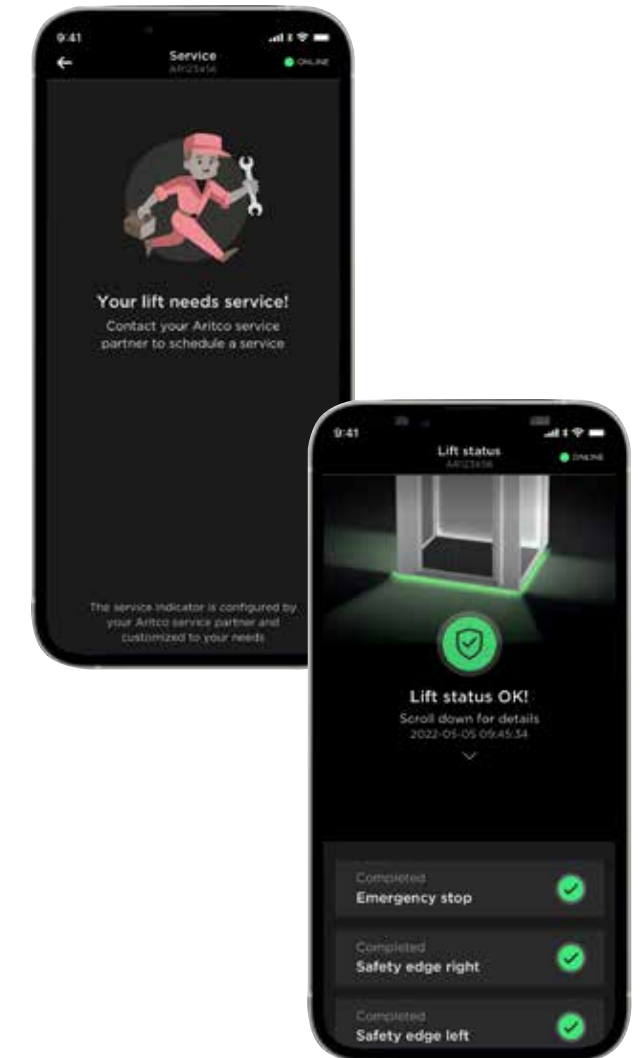 9:41
Service
AR123456
ONLINE
Your lift needs service!
Contact your Aritco service
partner to schedule a service
The service indicator is configured by
your Aritco service partner and
customized to your needs
9:41
Lift status
AR123456
ONLINE
Lift status OK!
Scroll down for details
2022-05-05 09:45:34
Completed
Emergency stop
Completed
Safety edge right
Completed
Safety edge left